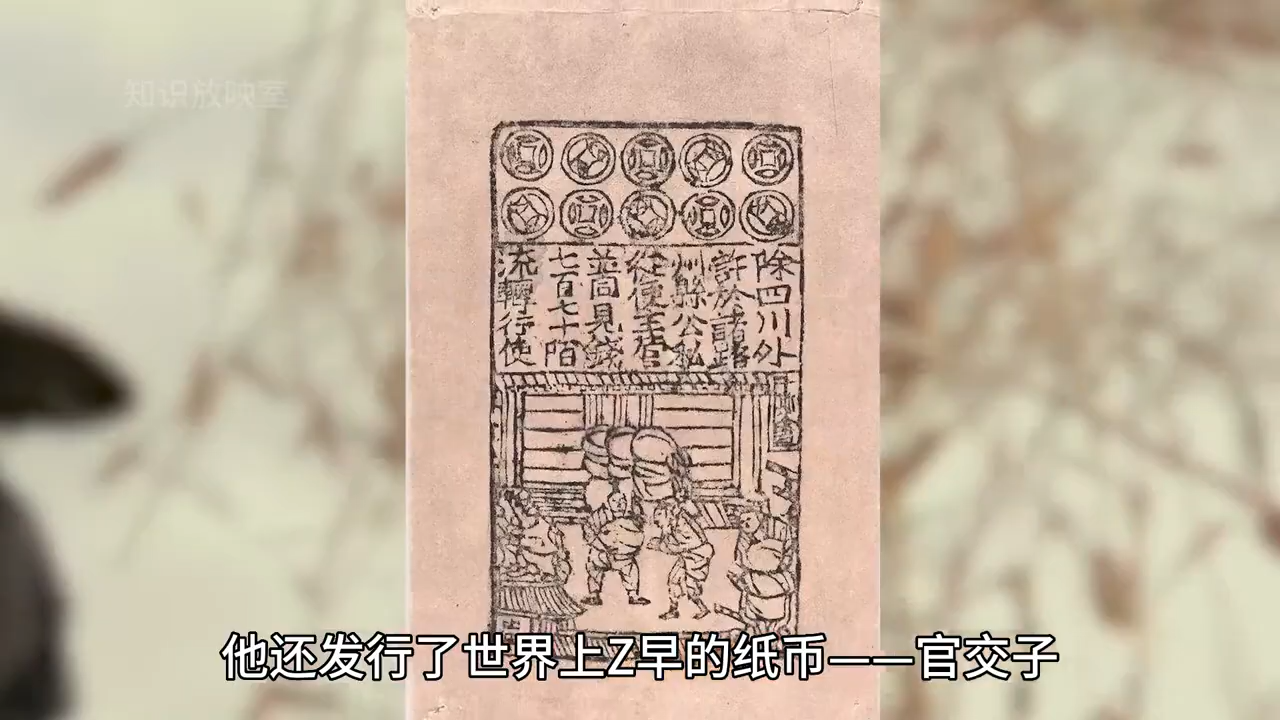 知识放映室
除四川外
許於諸路
州縣公私
從便主管
並同見錢
七百七十陌
流轉行使
他还发行了世界上Z早的纸币——官交子